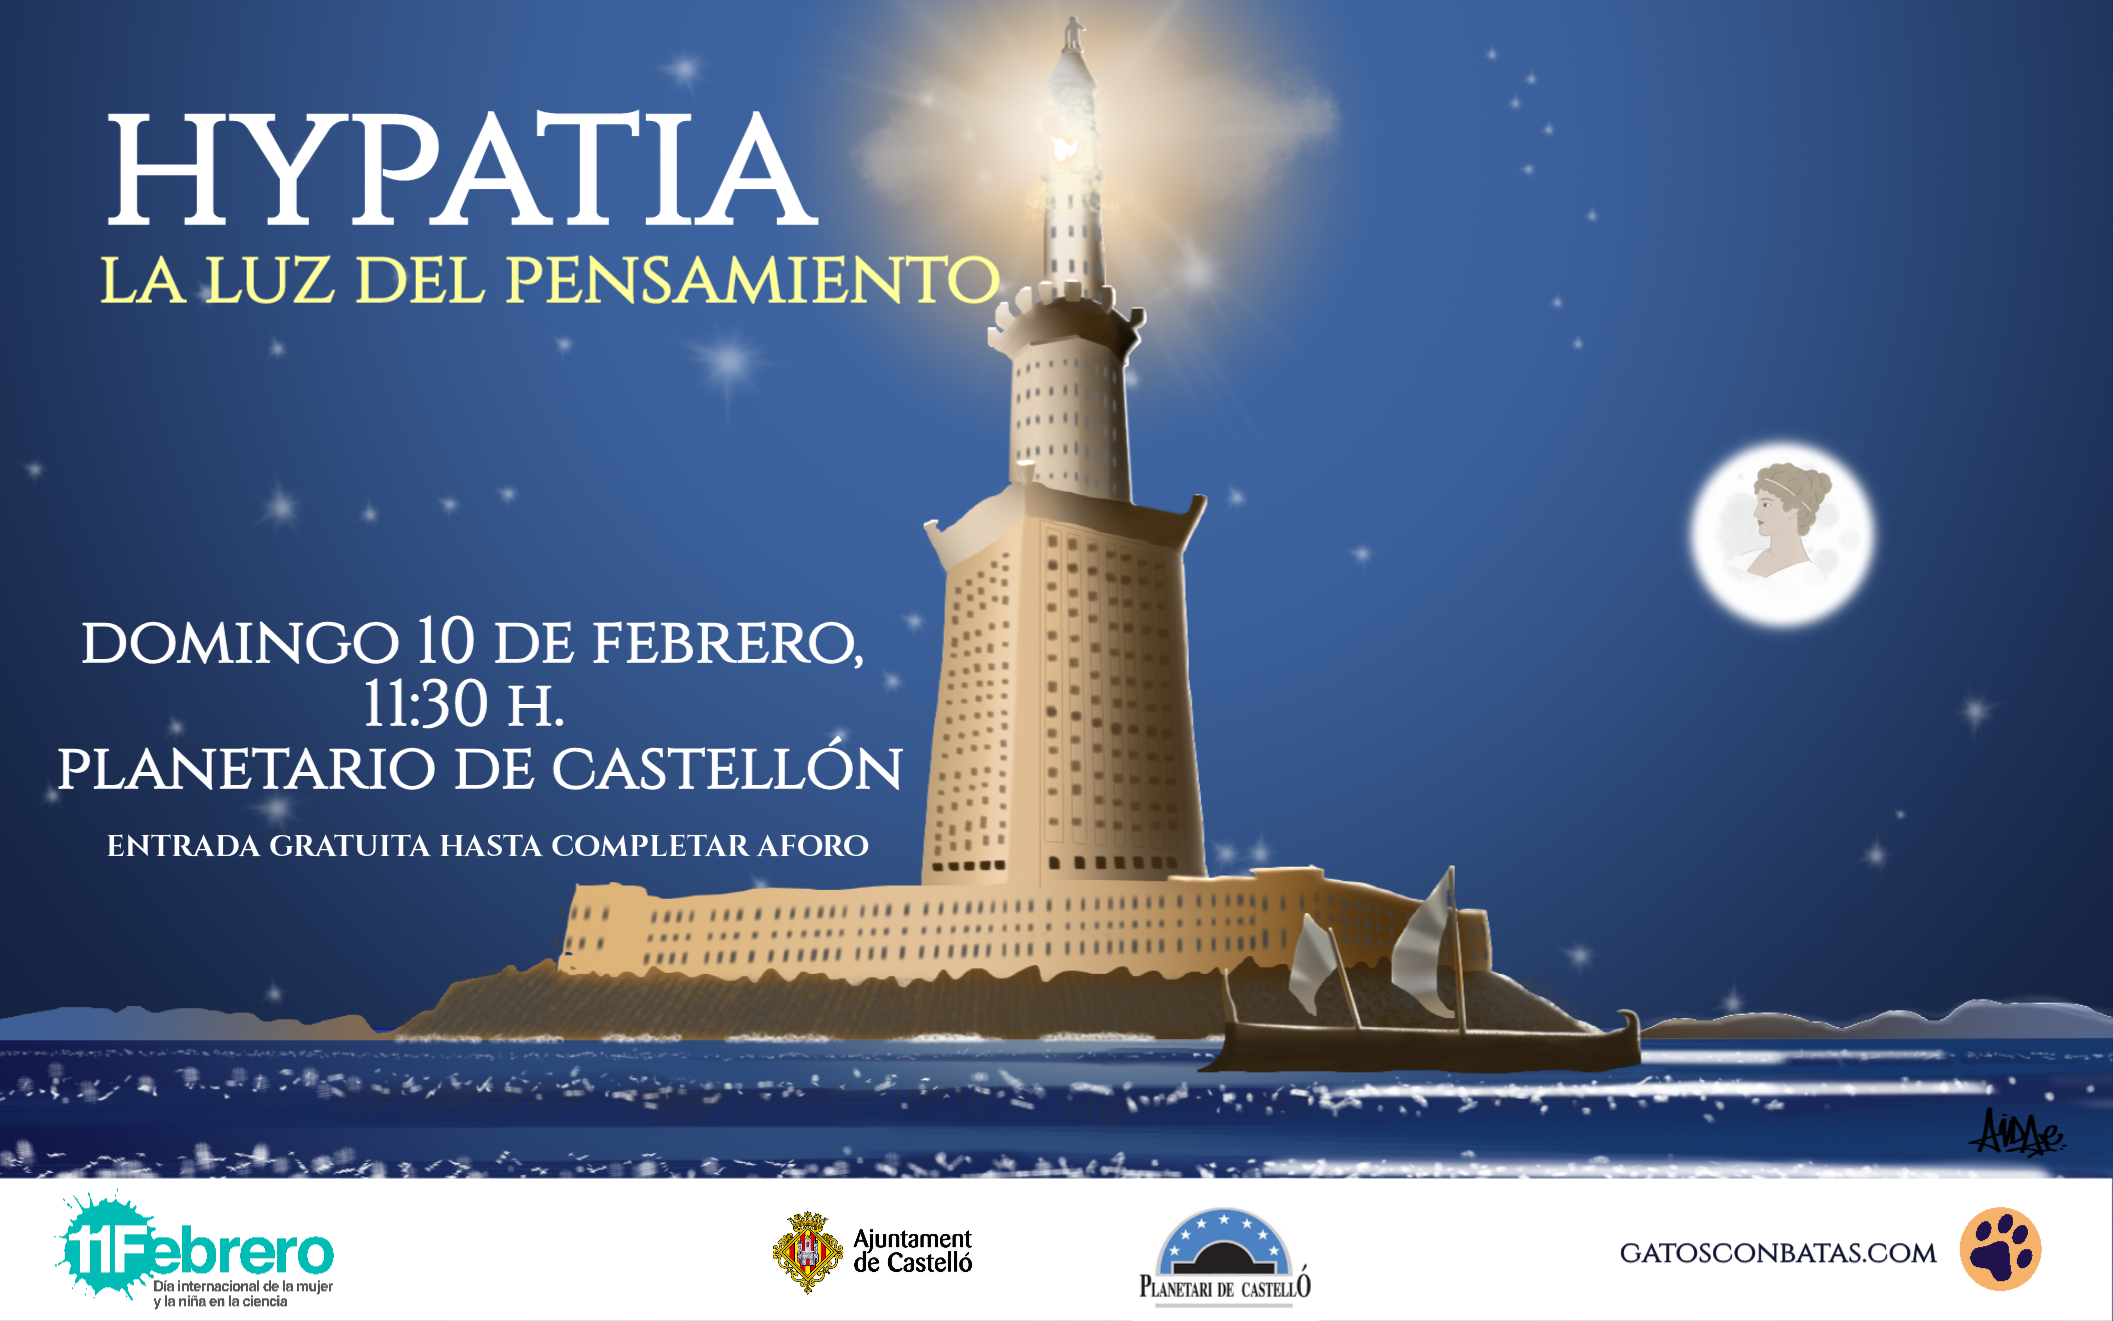 HYPATIA
LA LUZ DEL PENSAMIENTO
DOMINGO 10 DE FEBRERO,
11:30 H.
PLANETARIO DE CASTELLÓN
ENTRADA GRATUITA HASTA COMPLETAR AFORO
AidAe
11Febrero
Día internacional de la mujer
y la niña en la ciencia
Ajuntament
de Castelló
PLANETARI DE CASTELLÓ
GATOSCONBATAS.COM